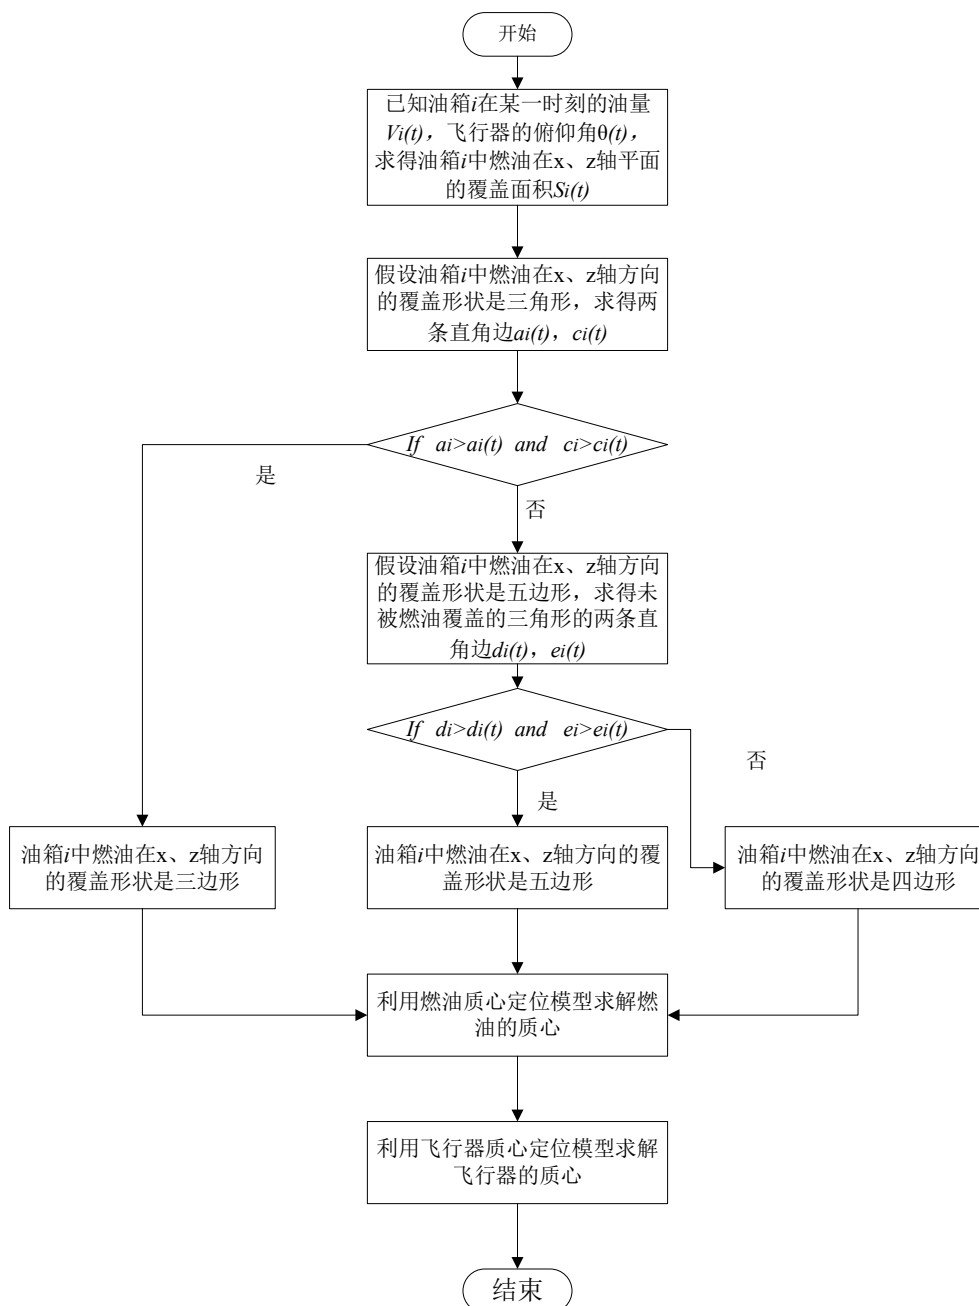 开始
已知油箱i在某一时刻的油量
Vi(t)，飞行器的俯仰角θ(t)，
求得油箱i中燃油在x、z轴平面
的覆盖面积Si(t)
假设油箱i中燃油在x、z轴方向
的覆盖形状是三角形，求得两
条直角边ai(t)，ci(t)
If ai>ai(t) and ci>ci(t)
是
否
假设油箱i中燃油在x、z轴方向
的覆盖形状是五边形，求得未
被燃油覆盖的三角形的两条直
角边di(t)，ei(t)
If di>di(t) and ei>ei(t)
否
是
油箱i中燃油在x、z轴方向
的覆盖形状是三边形
油箱i中燃油在x、z轴方向的覆
盖形状是五边形
油箱i中燃油在x、z轴方向
的覆盖形状是四边形
利用燃油质心定位模型求解燃
油的质心
利用飞行器质心定位模型求解
飞行器的质心
结束